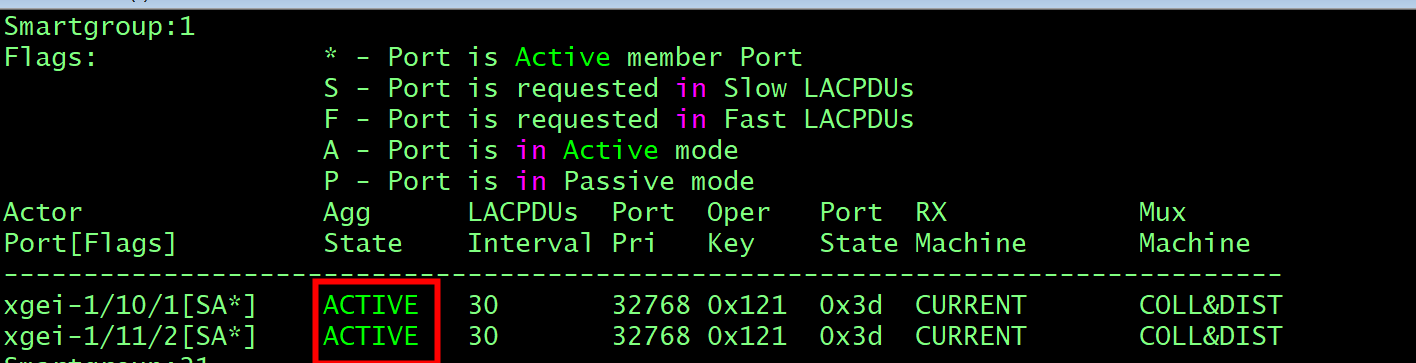 Smartgroup:1
Flags: * - Port is Active member Port
S - Port is requested in Slow LACPDUs
F - Port is requested in Fast LACPDUs
A - Port is in Active mode
P - Port is in Passive mode
Actor Agg LACPDUs Port Oper Port RX Mux
Port[Flags] State Interval Pri Key State Machine Machine
--------------------------------------------------------------------------------
xgei-1/10/1[SA*] ACTIVE 30 32768 0x121 0x3d CURRENT COLL&DIST
xgei-1/11/2[SA*] ACTIVE 30 32768 0x121 0x3d CURRENT COLL&DIST